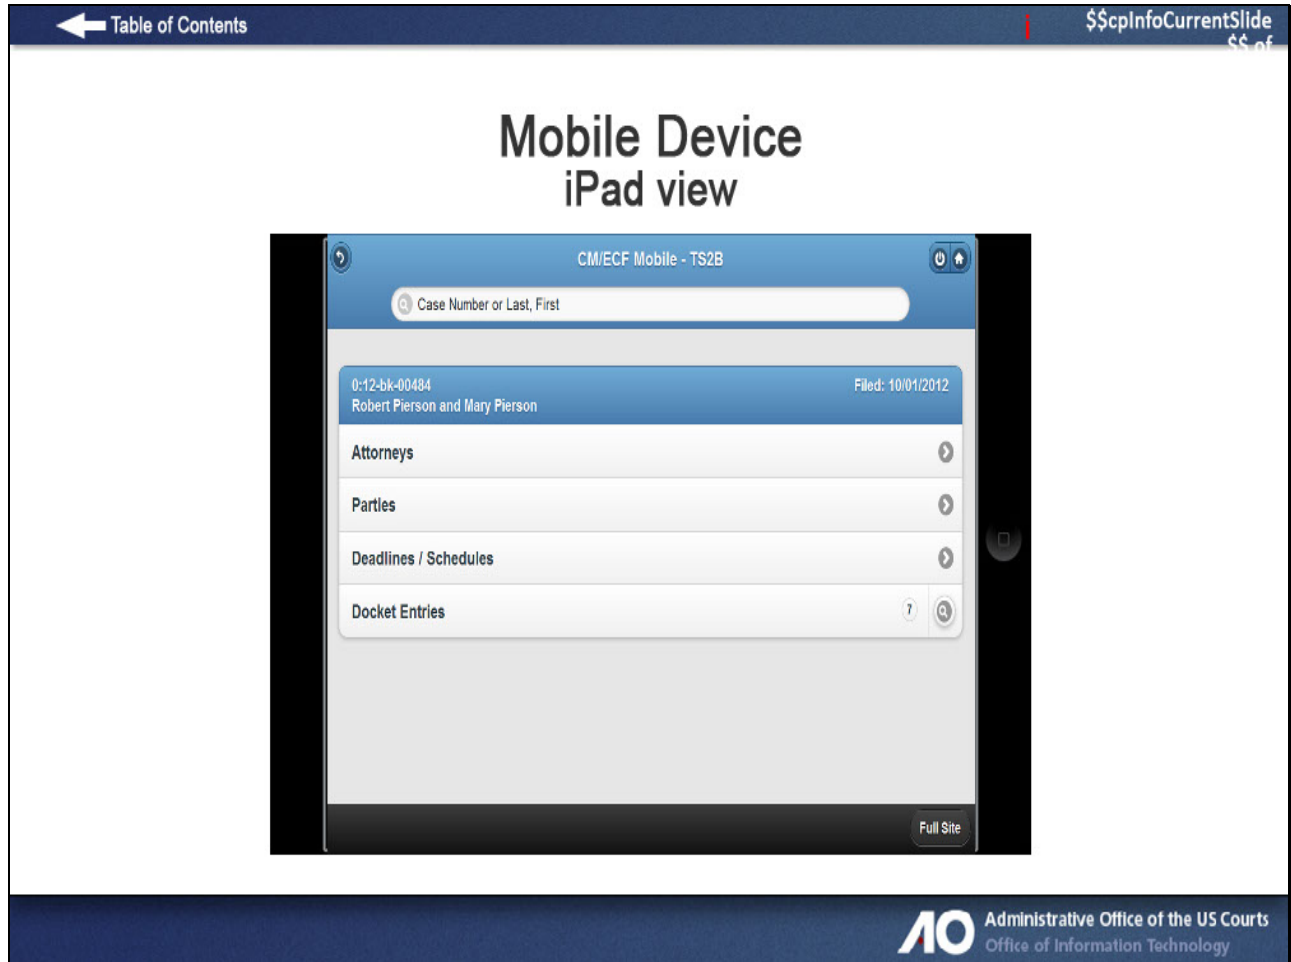 Table of Contents
i
$$cpInfoCurrentSlide
$$ of
Mobile Device
iPad view
CM/ECF Mobile - TS2B
Case Number or Last, First
0:12-bk-00484
Filed: 10/01/2012
Robert Pierson and Mary Pierson
Attorneys
Parties
Deadlines / Schedules
Docket Entries
7
Full Site
AO
Administrative Office of the US Courts
Office of Information Technology